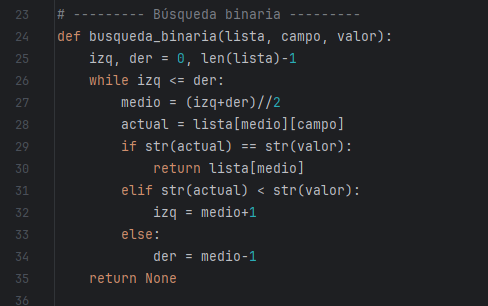 23 # --------- Búsqueda binaria ---------
24 def busqueda_binaria(lista, campo, valor):
25     izq, der = 0, len(lista)-1
26     while izq <= der:
27         medio = (izq+der)//2
28         actual = lista[medio][campo]
29         if str(actual) == str(valor):
30             return lista[medio]
31         elif str(actual) < str(valor):
32             izq = medio+1
33         else:
34             der = medio-1
35     return None
36